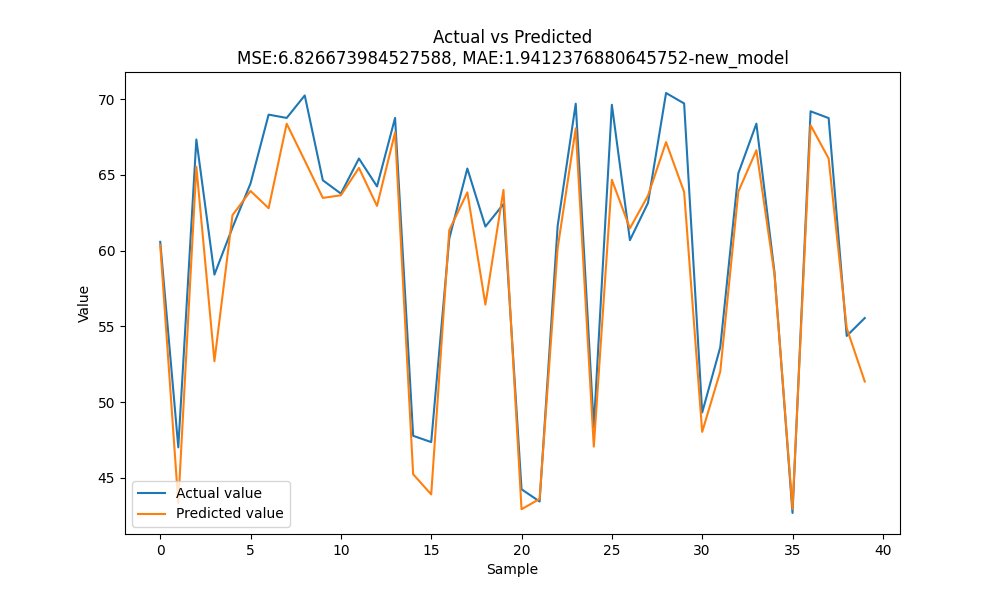 Actual vs Predicted
MSE:6.826673984527588, MAE:1.9412376880645752-new_model
Value
70
65
60
55
50
45
Actual value
Predicted value
0 5 10 15 20 25 30 35 40
Sample